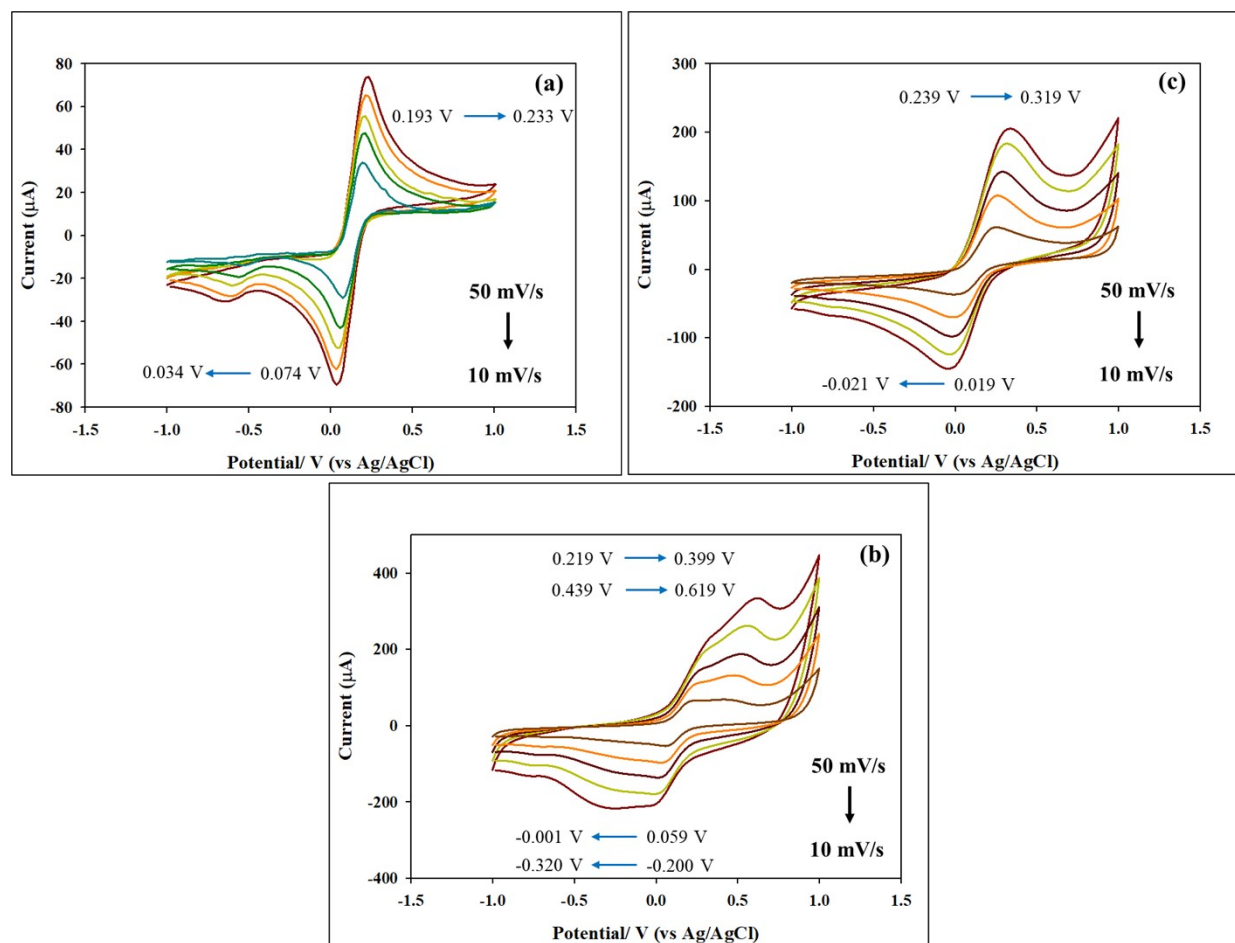 (a)
80
60
40
20
0
-20
-40
-60
-80
Current (µA)
0.193 V 0.233 V
50 mV/s
10 mV/s
0.034 V 0.074 V
-1.5 -1.0 -0.5 0.0 0.5 1.0 1.5
Potential/ V (vs Ag/AgCl)
(c)
300
200
100
0
-100
-200
Current (µA)
0.239 V 0.319 V
50 mV/s
10 mV/s
-0.021 V 0.019 V
-1.5 -1.0 -0.5 0.0 0.5 1.0 1.5
Potential/ V (vs Ag/AgCl)
(b)
400
200
0
-200
-400
Current (µA)
0.219 V 0.399 V
0.439 V 0.619 V
50 mV/s
10 mV/s
-0.001 V 0.059 V
-0.320 V -0.200 V
-1.5 -1.0 -0.5 0.0 0.5 1.0 1.5
Potential/ V (vs Ag/AgCl)